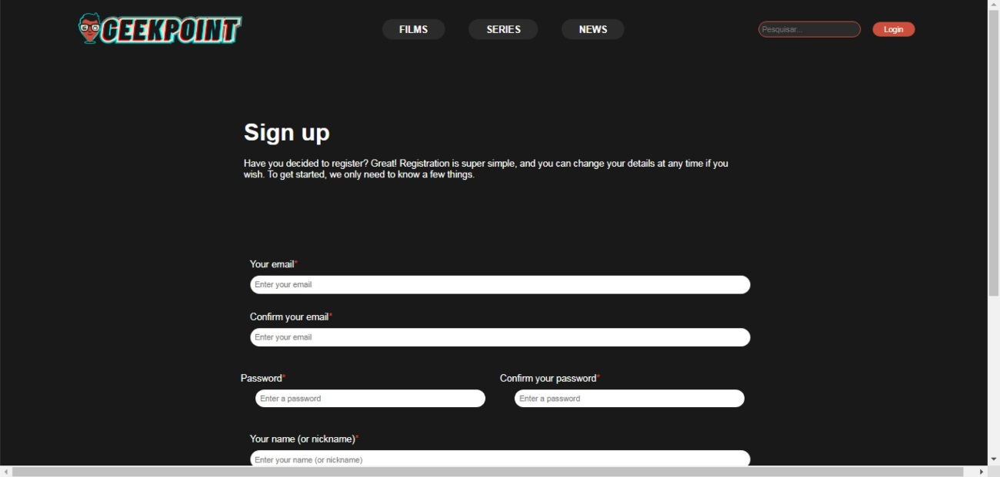 GEEKPOINT
FILMS SERIES NEWS Pesquisar... Login
Sign up
Have you decided to register? Great! Registration is super simple, and you can change your details at any time if you
wish. To get started, we only need to know a few things.
Your email*
Enter your email
Confirm your email*
Enter your email
Password* Confirm your password*
Enter a password Enter a password
Your name (or nickname)*
Enter your name (or nickname)